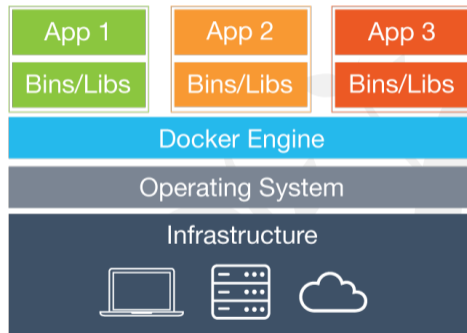 App 1 App 2 App 3
Bins/Libs Bins/Libs Bins/Libs
Docker Engine
Operating System
Infrastructure